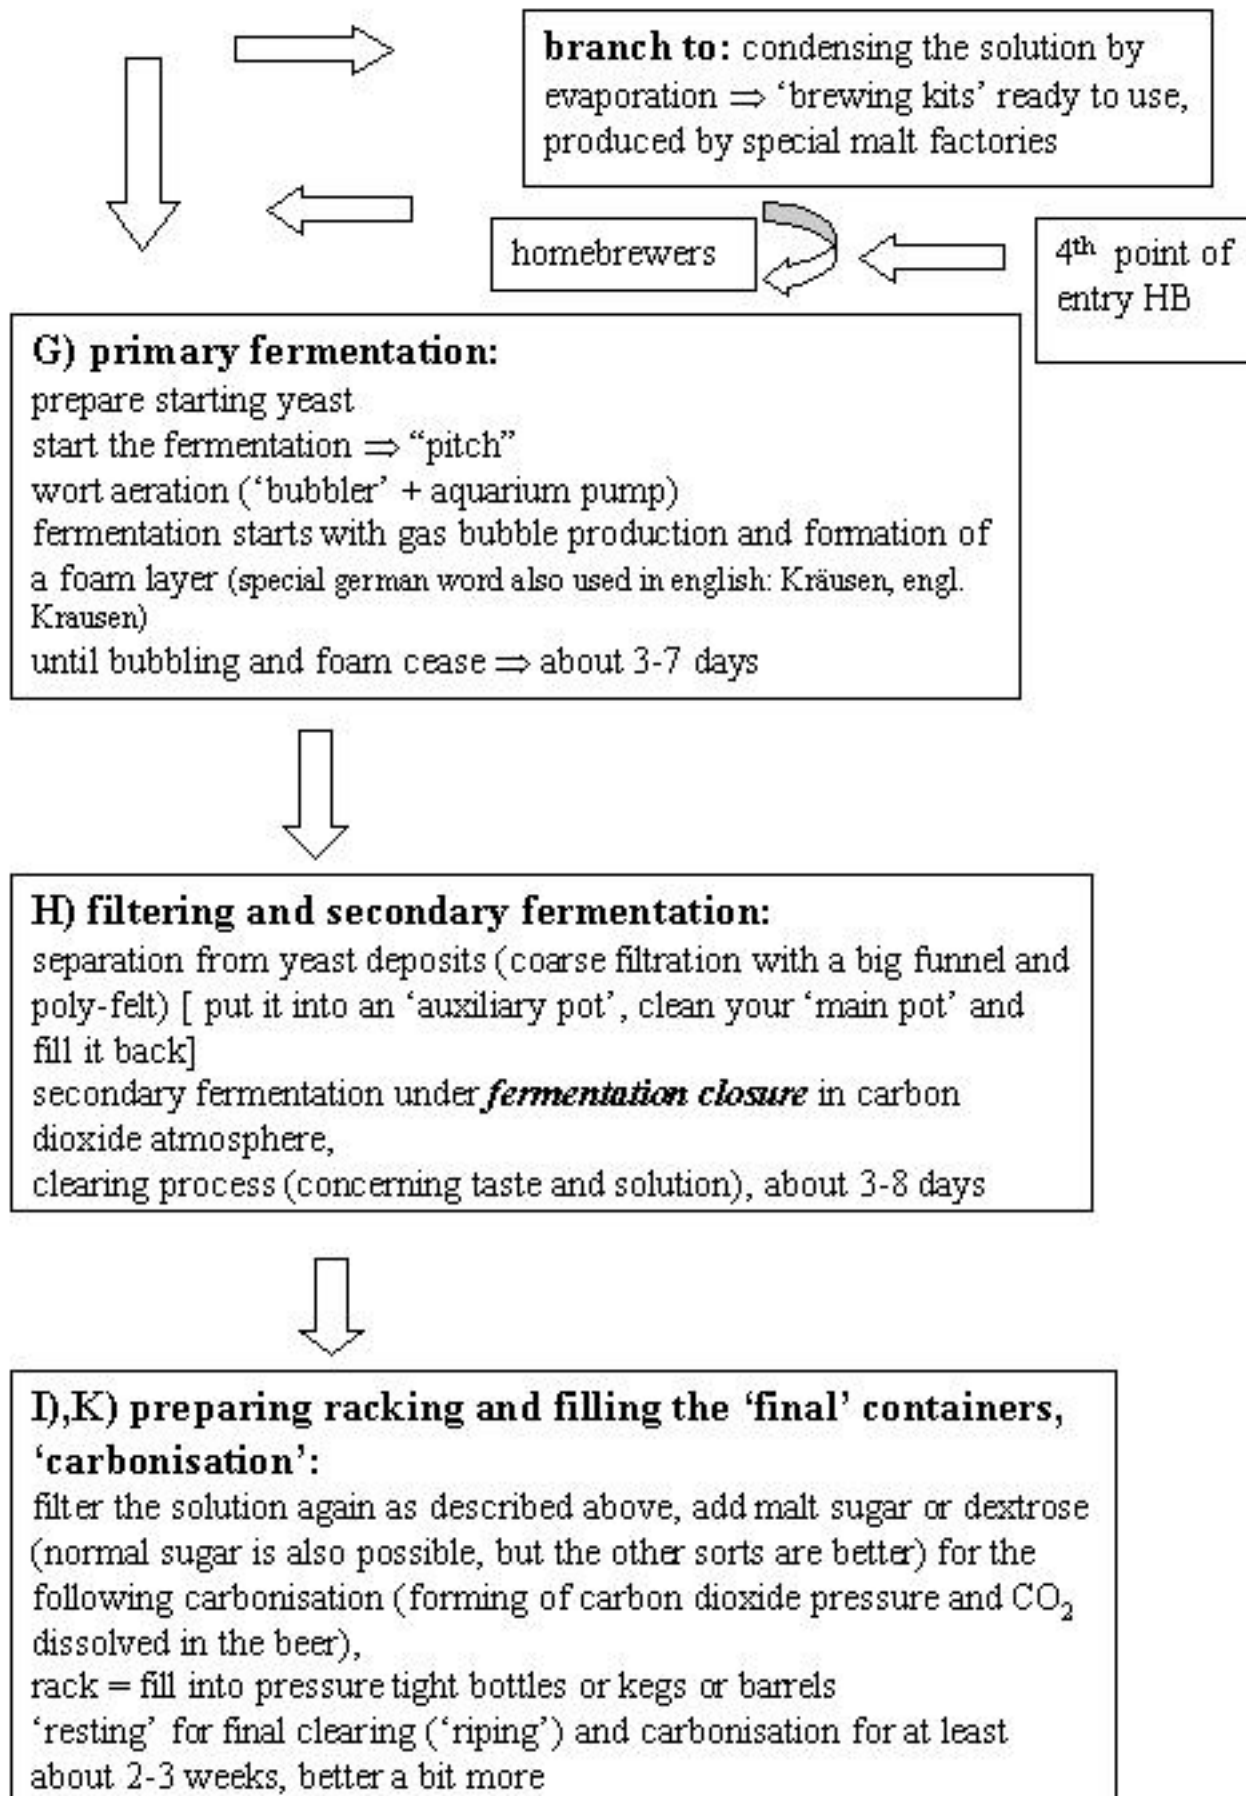 branch to: condensing the solution by
evaporation ⇒ ‘brewing kits’ ready to use,
produced by special malt factories
homebrewers
4th point of
entry HB
G) primary fermentation:
prepare starting yeast
start the fermentation ⇒ “pitch”
wort aeration (‘bubbler’ + aquarium pump)
fermentation starts with gas bubble production and formation of
a foam layer (special german word also used in english: Kräusen, engl.
Krausen)
until bubbling and foam cease ⇒ about 3-7 days
H) filtering and secondary fermentation:
separation from yeast deposits (coarse filtration with a big funnel and
poly-felt) [ put it into an ‘auxiliary pot’, clean your ‘main pot’ and
fill it back]
secondary fermentation under fermentation closure in carbon
dioxide atmosphere,
clearing process (concerning taste and solution), about 3-8 days
I),K) preparing racking and filling the ‘final’ containers,
‘carbonisation’:
filter the solution again as described above, add malt sugar or dextrose
(normal sugar is also possible, but the other sorts are better) for the
following carbonisation (forming of carbon dioxide pressure and CO₂
dissolved in the beer),
rack = fill into pressure tight bottles or kegs or barrels
‘resting’ for final clearing (‘riping’) and carbonisation for at least
about 2-3 weeks, better a bit more